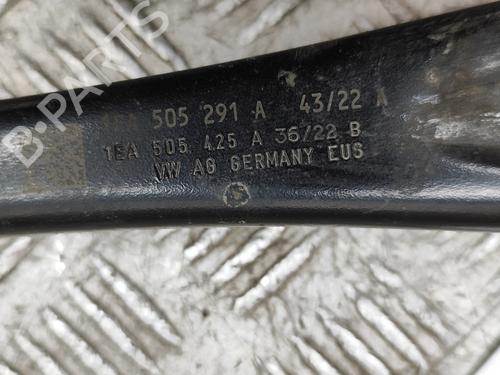 B-PARTS
505 291 A 43/22 A
1EA 505 425 A 36/22 B
VW AG GERMANY EUS